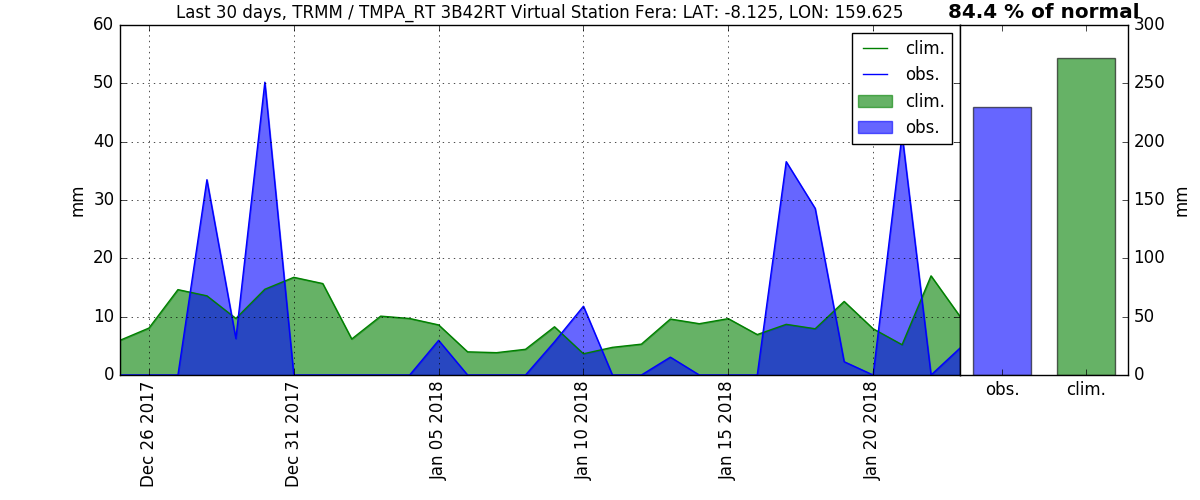 Last 30 days, TRMM / TMPA_RT 3B42RT Virtual Station Fera: LAT: -8.125, LON: 159.625
84.4 % of normal
60
50
40
30
20
10
0
mm
clim.
obs.
clim.
obs.
300
250
200
150
100
50
0
mm
Dec 26 2017
Dec 31 2017
Jan 05 2018
Jan 10 2018
Jan 15 2018
Jan 20 2018
obs.
clim.